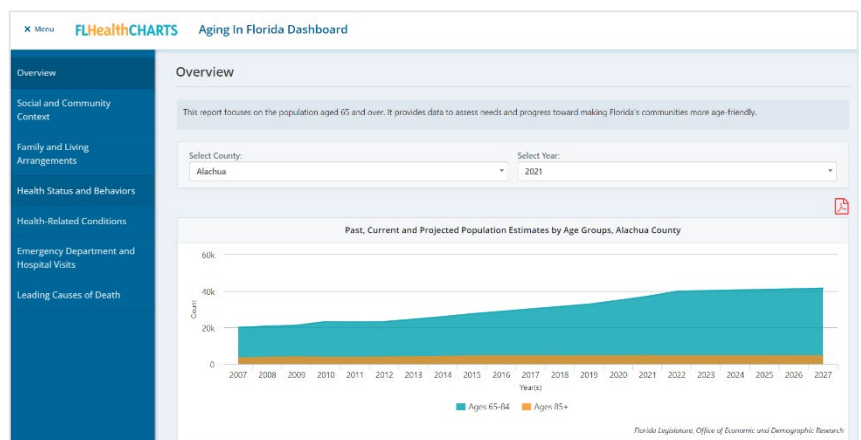 × Menu FLHealthCHARTS Aging In Florida Dashboard
Overview
Social and Community
Context
Family and Living
Arrangements
Health Status and Behaviors
Health-Related Conditions
Emergency Department and
Hospital Visits
Leading Causes of Death
Overview
This report focuses on the population aged 65 and over. It provides data to assess needs and progress toward making Florida's communities more age-friendly.
Select County:
Alachua
Select Year:
2021
Past, Current and Projected Population Estimates by Age Groups, Alachua County
Count
60k
40k
20k
0
2007 2008 2009 2010 2011 2012 2013 2014 2015 2016 2017 2018 2019 2020 2021 2022 2023 2024 2025 2026 2027
Year(s)
Ages 65-84 Ages 85+
Florida Legislature, Office of Economic and Demographic Research